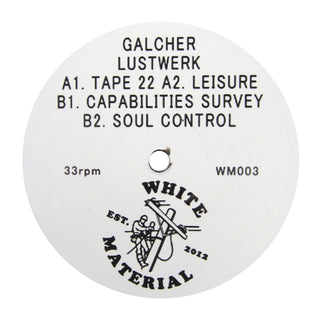 GALCHER
LUSTWERK
A1. TAPE 22 A2. LEISURE
B1. CAPABILITIES SURVEY
B2. SOUL CONTROL
33rpm
WM003
WHITE
EST.
2012
MATERIAL